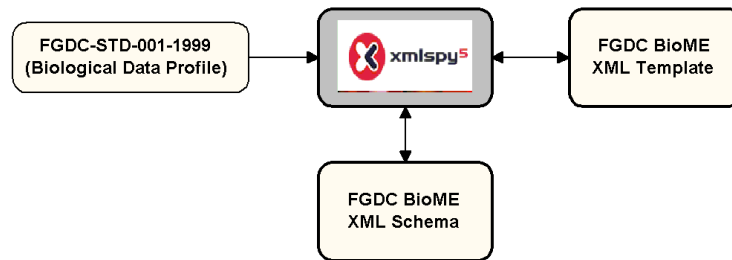 FGDC-STD-001-1999
(Biological Data Profile)
xmlspy5
FGDC BioME
XML Template
FGDC BioME
XML Schema